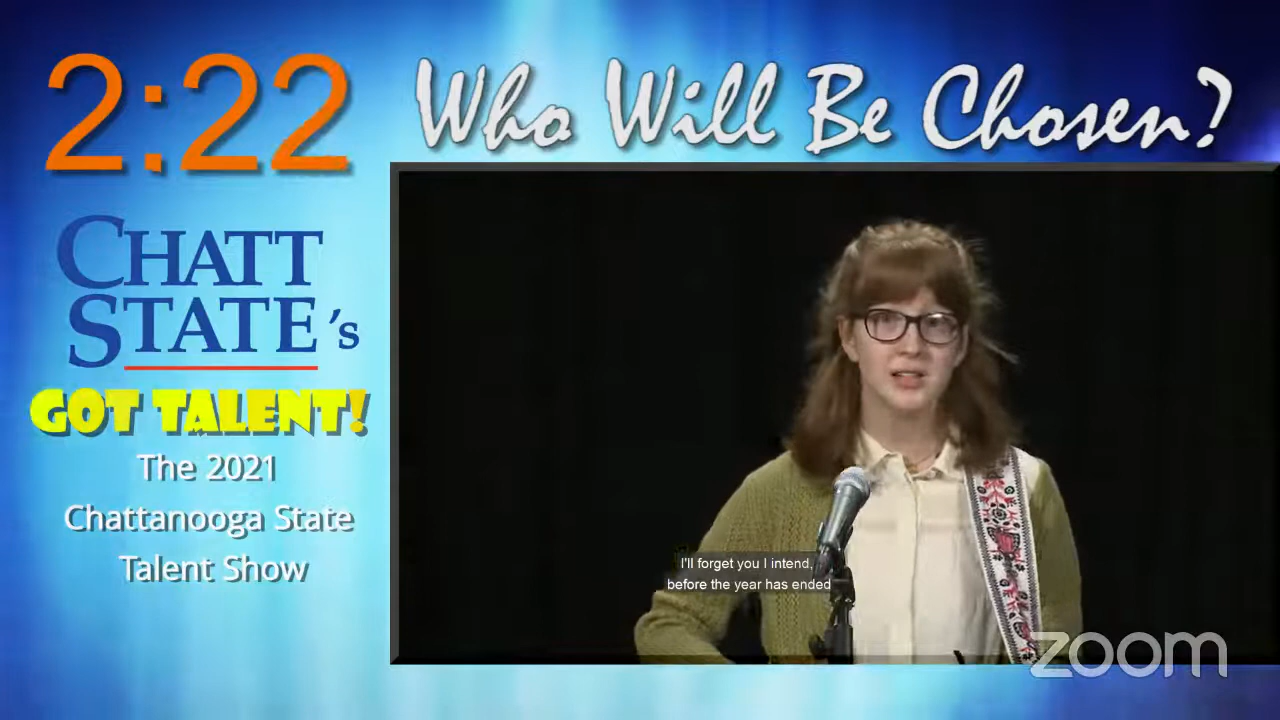 2:22
Who Will Be Chosen?
CHATT
STATE's
GOT TALENT!
The 2021
Chattanooga State
Talent Show
I'll forget you I intend,
before the year has ended
zoom